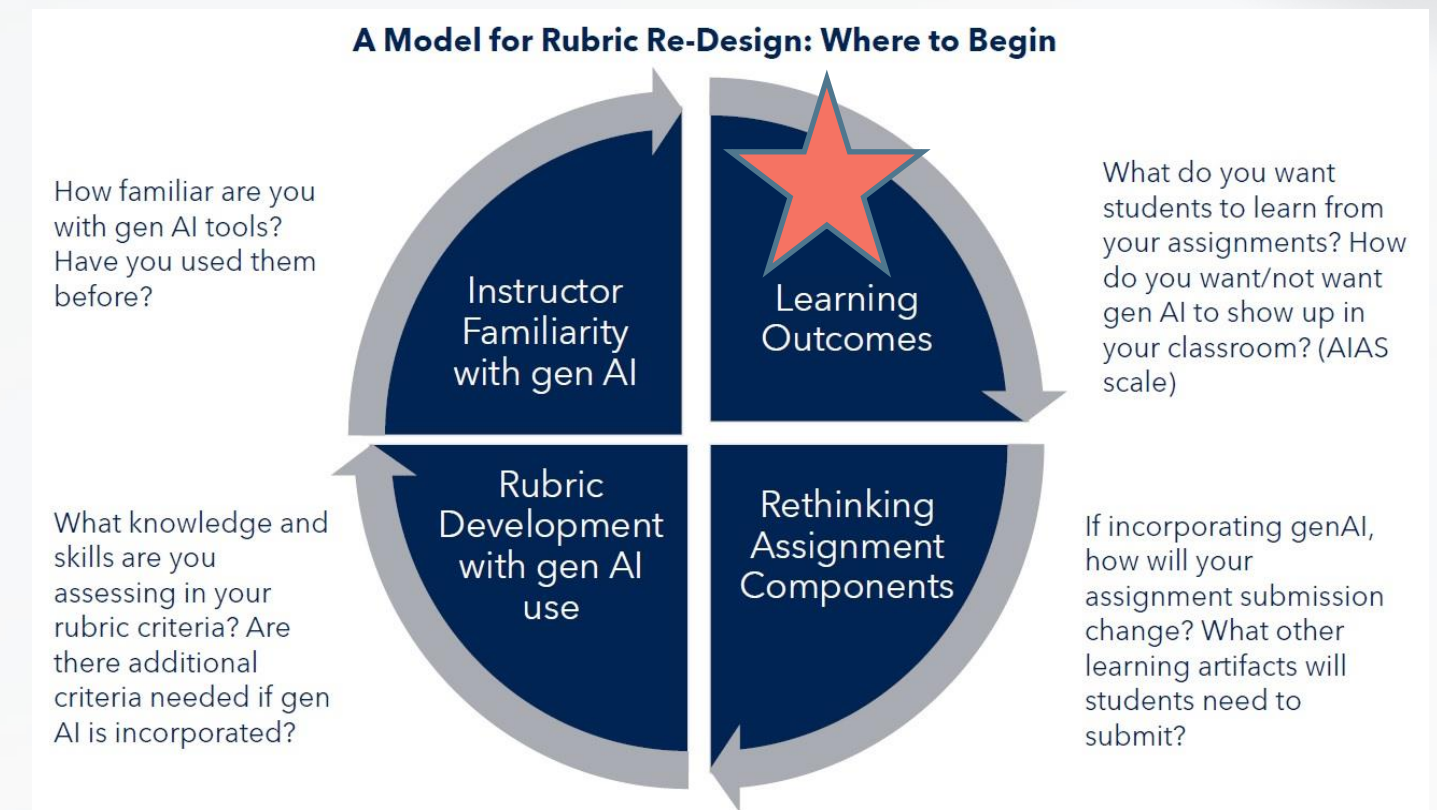 A Model for Rubric Re-Design: Where to Begin
How familiar are you
with gen AI tools?
Have you used them
before?
Instructor
Familiarity
with gen AI
Learning
Outcomes
What do you want
students to learn from
your assignments? How
do you want/not want
gen AI to show up in
your classroom? (AIAS
scale)
What knowledge and
skills are you
assessing in your
rubric criteria? Are
there additional
criteria needed if gen
AI is incorporated?
Rubric
Development
with gen AI
use
Rethinking
Assignment
Components
If incorporating genAI,
how will your
assignment submission
change? What other
learning artifacts will
students need to
submit?